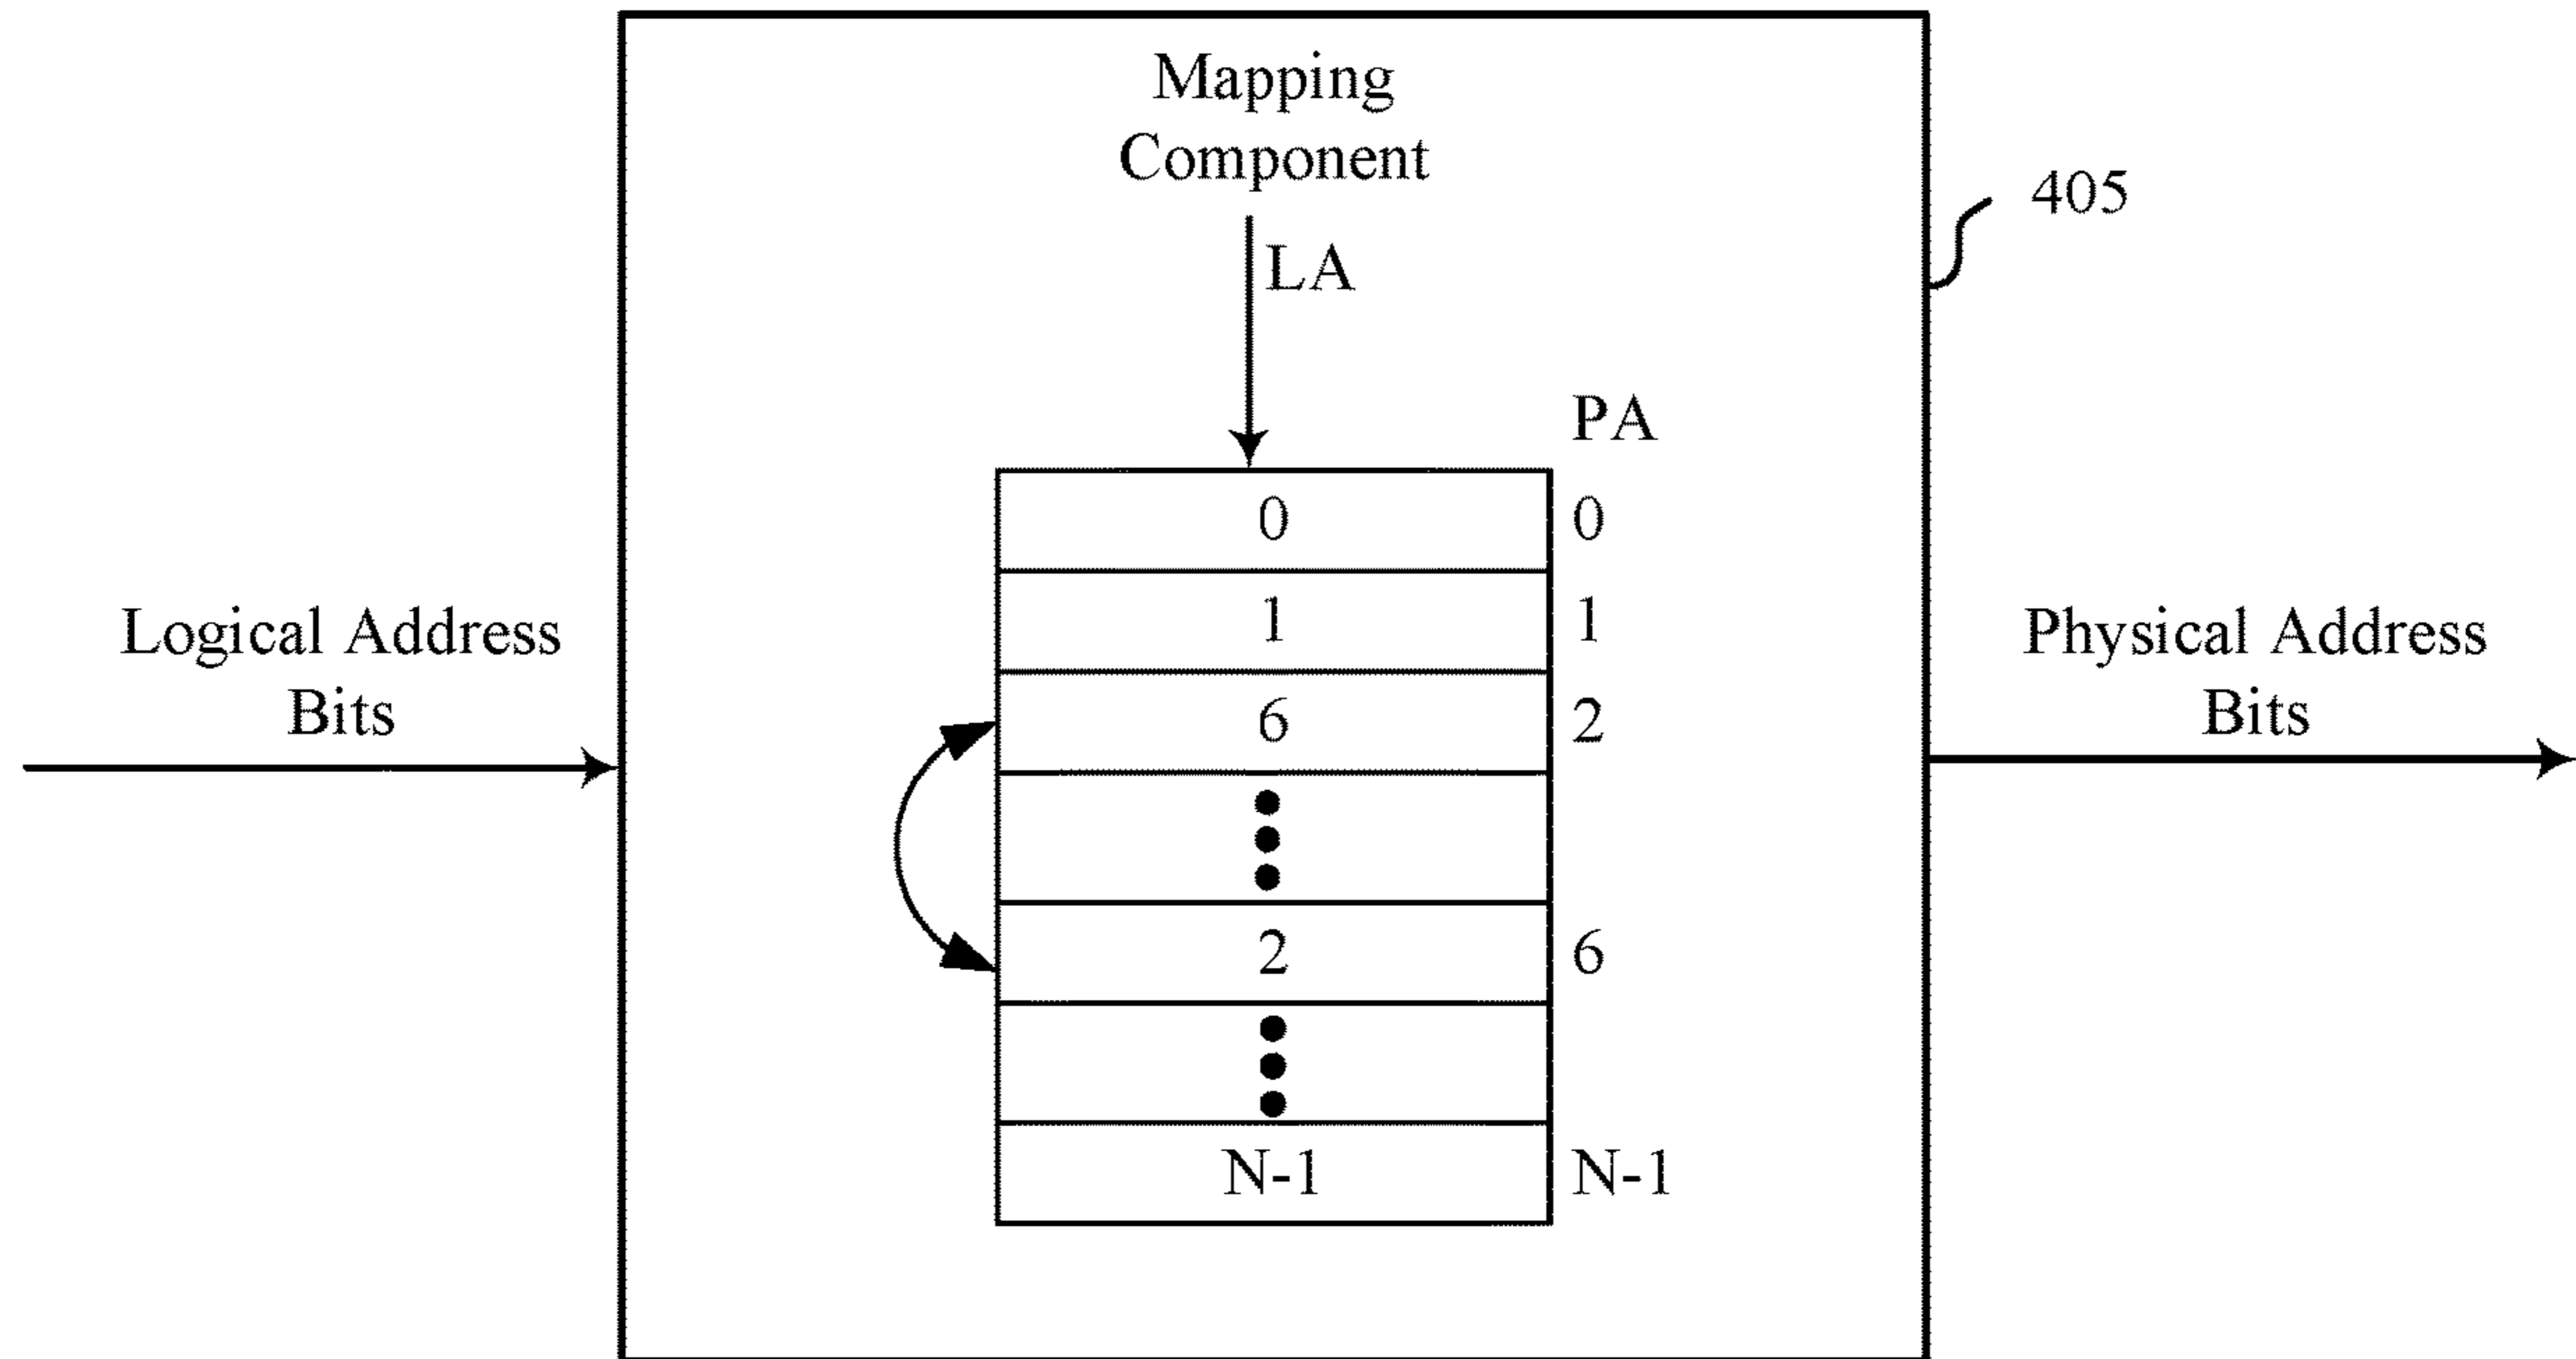 Mapping
Component
405
LA
PA
0 0
1 1
Logical Address
Bits
6 2
Physical Address
Bits
2 6
N-1 N-1